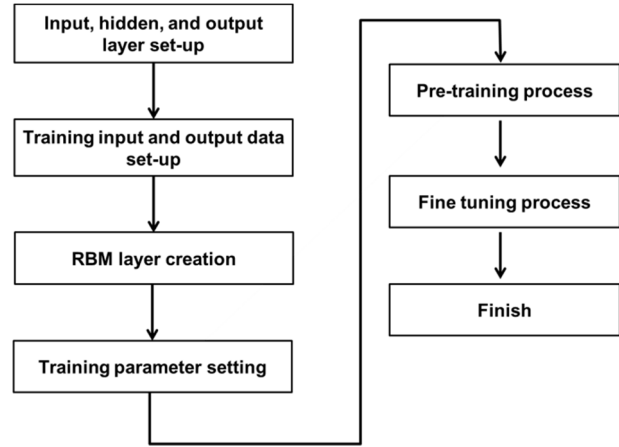 Input, hidden, and output
layer set-up
Training input and output data
set-up
RBM layer creation
Training parameter setting
Pre-training process
Fine tuning process
Finish